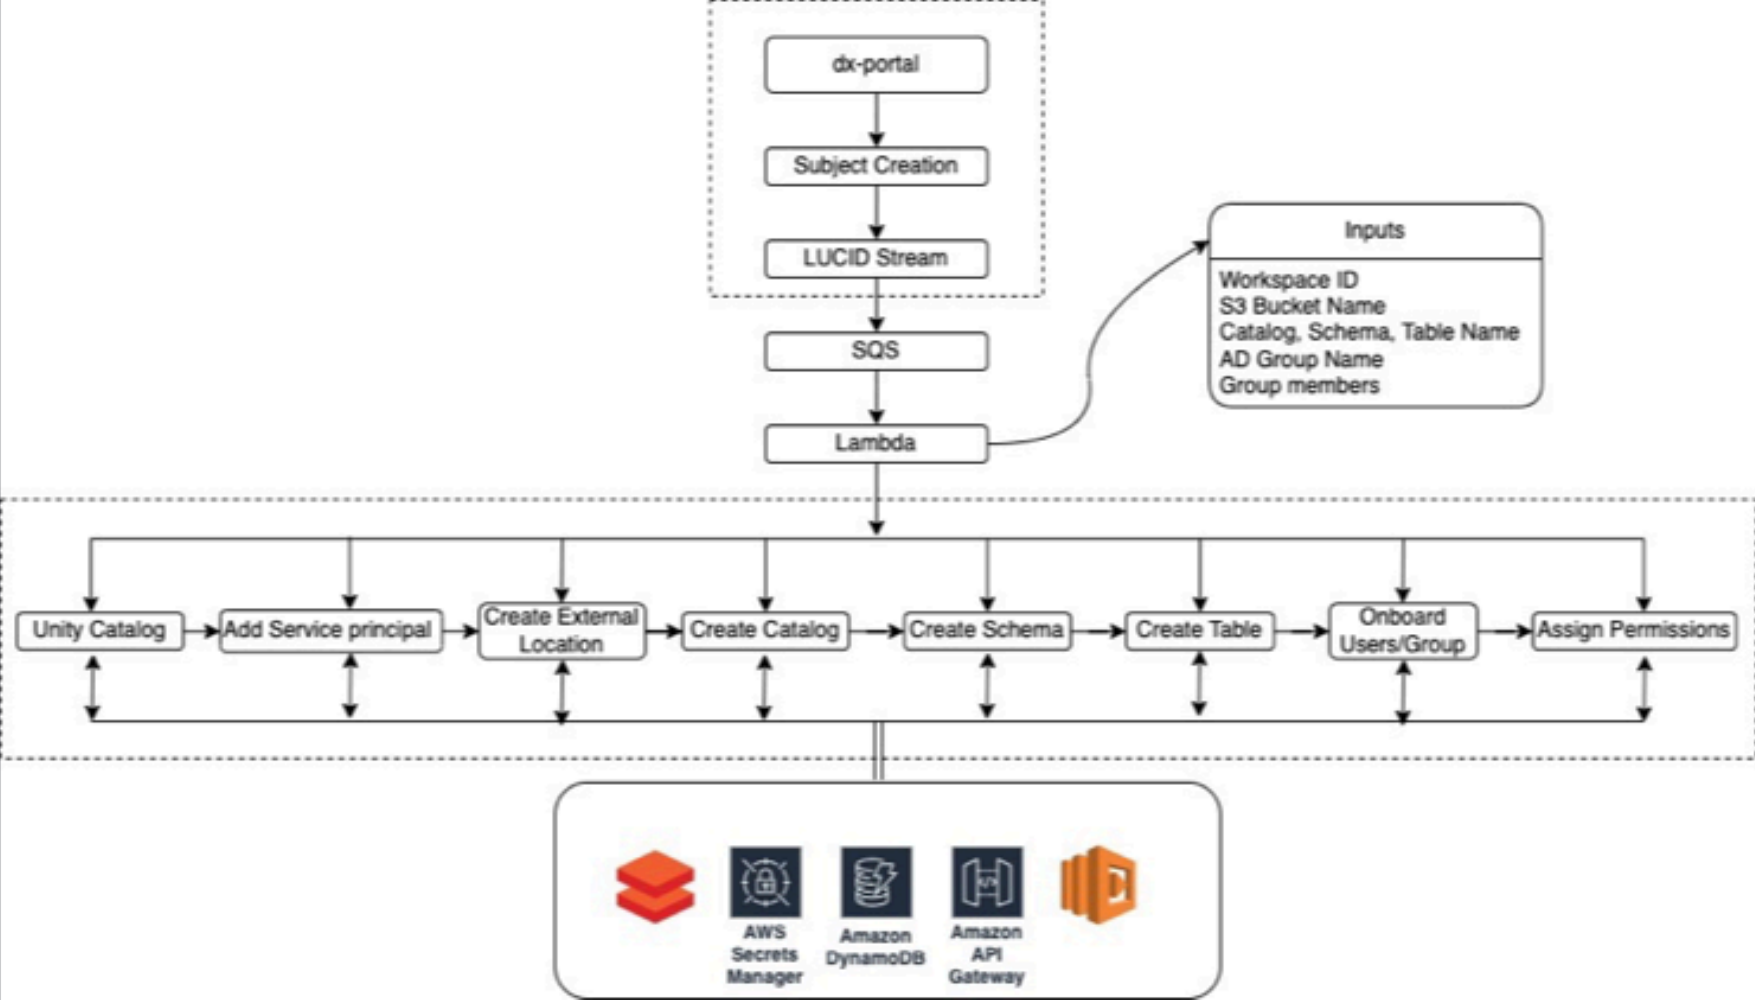 dx-portal
Subject Creation
LUCID Stream
SQS
Lambda
Inputs
Workspace ID
S3 Bucket Name
Catalog, Schema, Table Name
AD Group Name
Group members
Unity Catalog
Add Service principal
Create External
Location
Create Catalog
Create Schema
Create Table
Onboard
Users/Group
Assign Permissions
AWS
Secrets
Manager
Amazon
DynamoDB
Amazon
API
Gateway